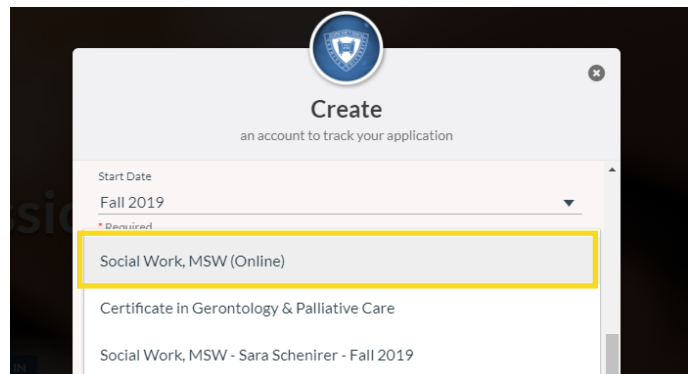 Create
an account to track your application
Start Date
Fall 2019
* Required
Social Work, MSW (Online)
Certificate in Gerontology & Palliative Care
Social Work, MSW - Sara Schenirer - Fall 2019